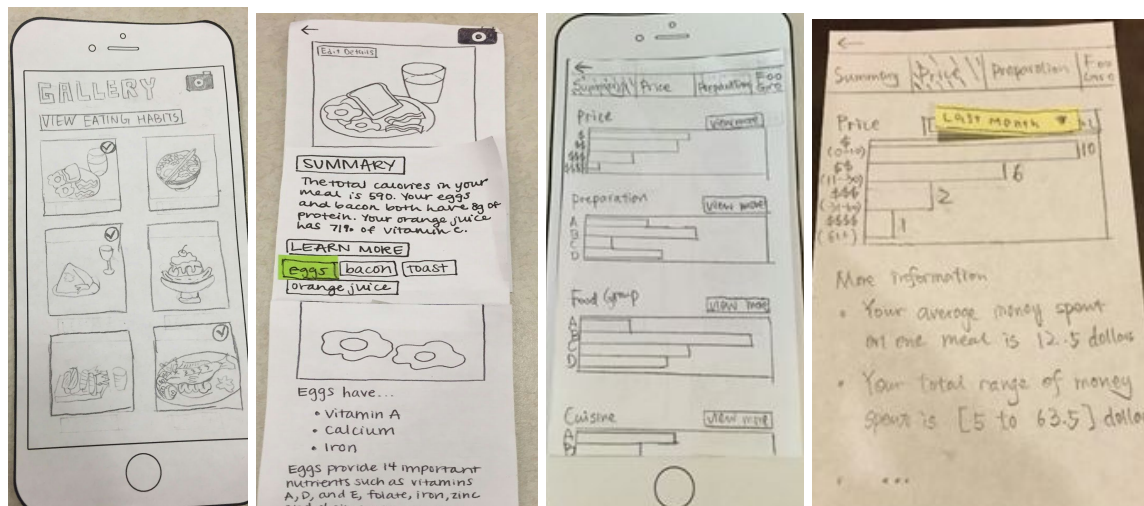 GALLERY
VIEW EATING HABITS
←
Edit Details
SUMMARY
The total calories in your
meal is 590. Your eggs
and bacon both have 8g of
protein. Your orange juice
has 71% of vitamin C.
LEARN MORE
eggs bacon toast
orange juice
Eggs have...
• Vitamin A
• Calcium
• Iron
Eggs provide 14 important
nutrients such as vitamins
A, D, and E, folate, iron, zinc
←
Summary Price Preparation
Price view more
$
$$
$$$
Preparation view more
A
B
C
D
Food Group view more
A
B
C
D
Cuisine view more
A
B
←
Summary Price Preparation
Price Last Month ▼
$
(0-10) 10
$$
6
$$$
2
$$$$
1
More information
• Your average money spent
on one meal is 12.5 dollars
• Your total range of money
spent is [5 to 63.5] dollar
. ...